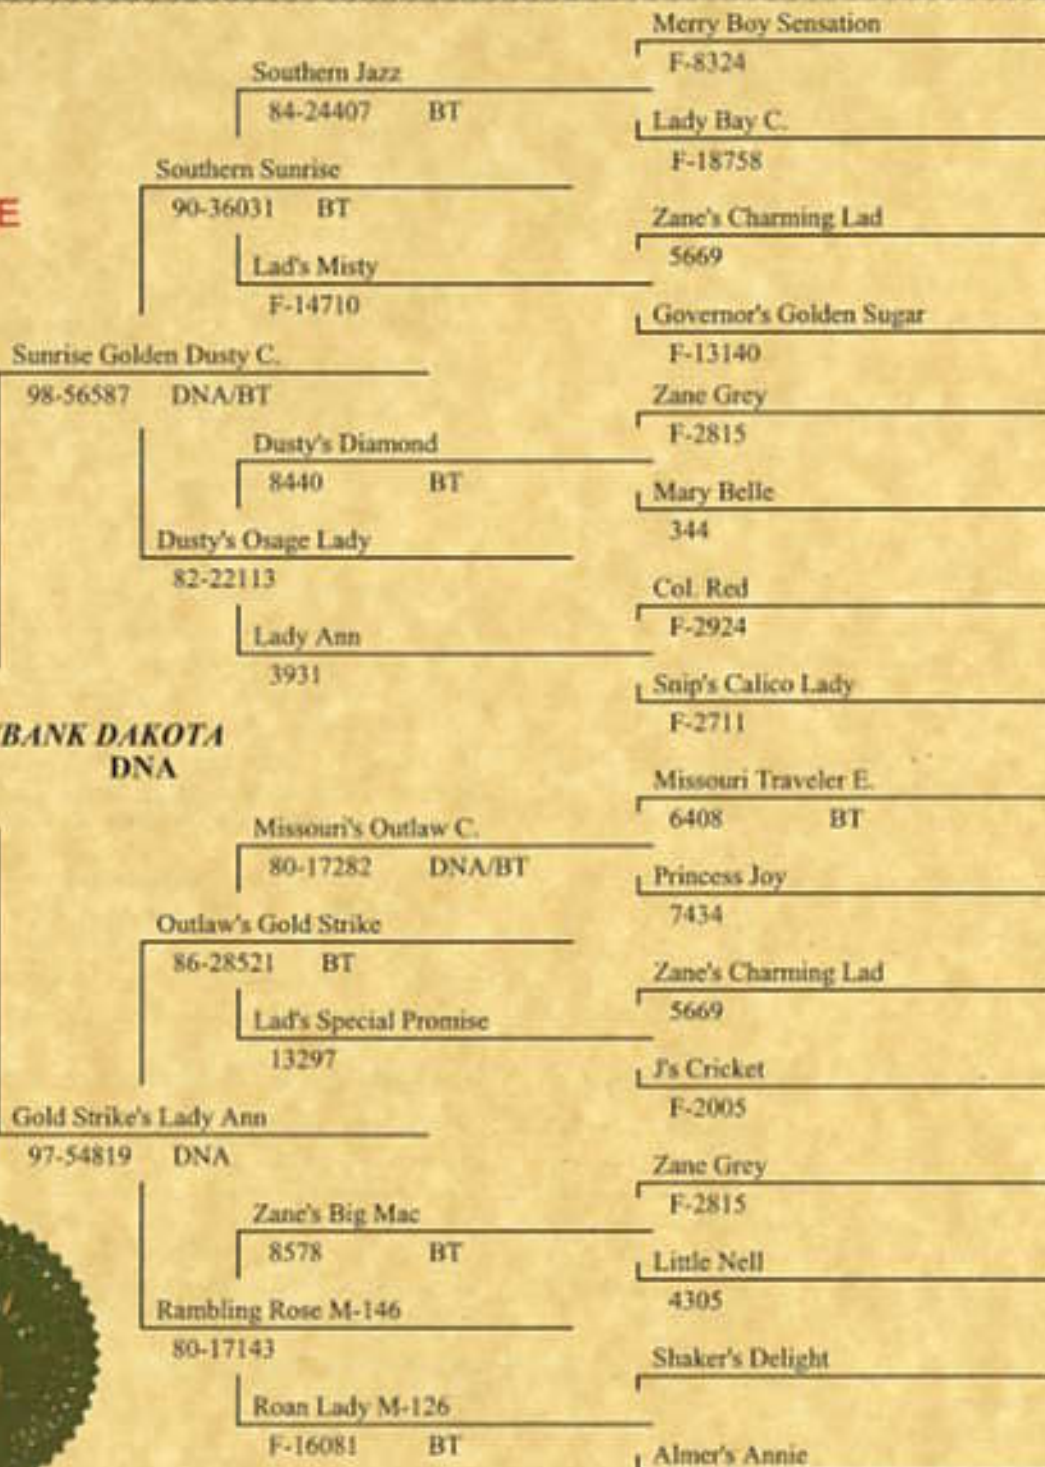 Merry Boy Sensation
F-8324
Southern Jazz
84-24407 BT
Lady Bay C.
F-18758
Southern Sunrise
90-36031 BT
E
Zane's Charming Lad
5669
Lad's Misty
F-14710
Governor's Golden Sugar
F-13140
Sunrise Golden Dusty C.
98-56587 DNA/BT
Zane Grey
F-2815
Dusty's Diamond
8440 BT
Mary Belle
344
Dusty's Osage Lady
82-22113
Col. Red
F-2924
Lady Ann
3931
Snip's Calico Lady
F-2711
BANK DAKOTA
DNA
Missouri Traveler E.
6408 BT
Missouri's Outlaw C.
80-17282 DNA/BT
Princess Joy
7434
Outlaw's Gold Strike
86-28521 BT
Zane's Charming Lad
5669
Lad's Special Promise
13297
J's Cricket
F-2005
Gold Strike's Lady Ann
97-54819 DNA
Zane Grey
F-2815
Zane's Big Mac
8578 BT
Little Nell
4305
Rambling Rose M-146
80-17143
Shaker's Delight
Roan Lady M-126
F-16081 BT
Almer's Annie